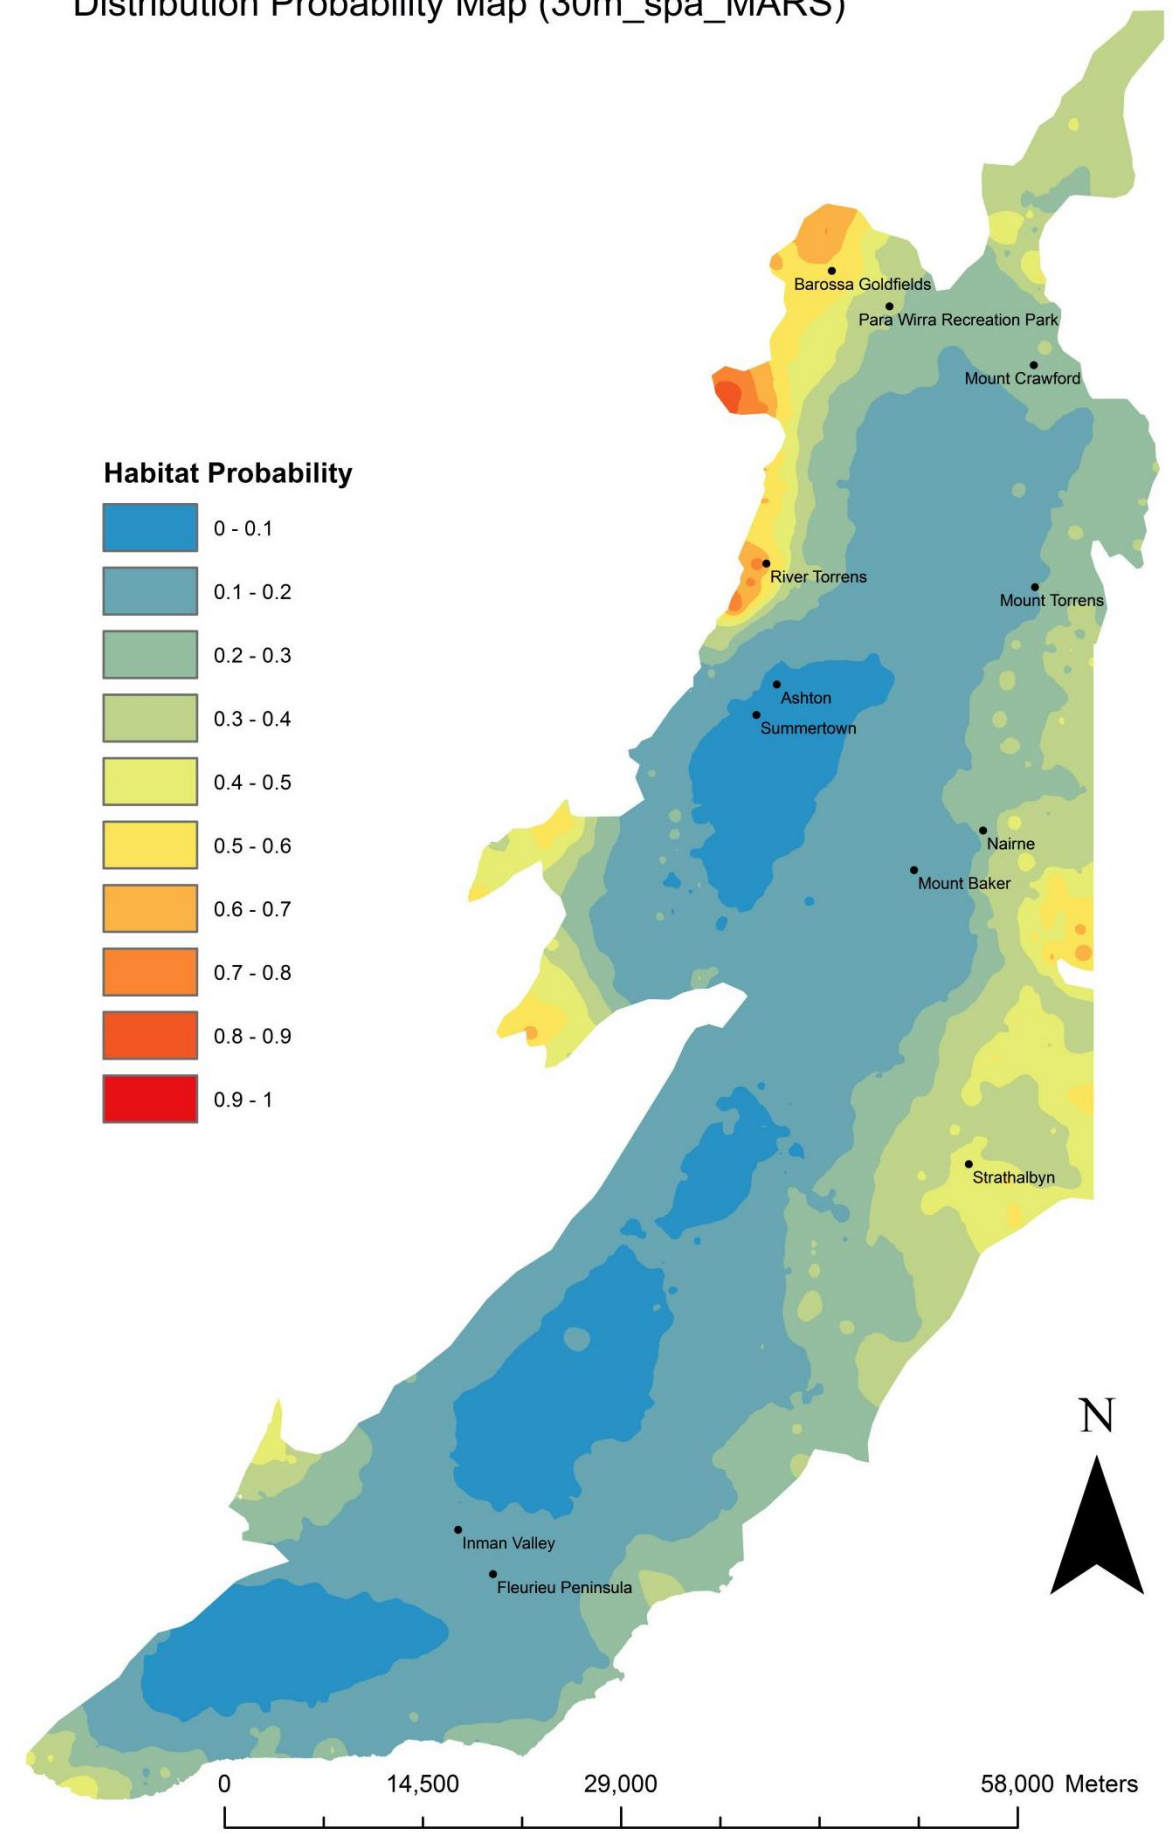 Distribution Probability Map (30m_spa_MARS)
Barossa Goldfields
Para Wirra Recreation Park
Mount Crawford
Habitat Probability
0 - 0.1
0.1 - 0.2
0.2 - 0.3
0.3 - 0.4
0.4 - 0.5
0.5 - 0.6
0.6 - 0.7
0.7 - 0.8
0.8 - 0.9
0.9 - 1
River Torrens
Mount Torrens
Ashton
Summertown
Nairne
Mount Baker
Strathalbyn
N
Inman Valley
Fleurieu Peninsula
0 14,500 29,000 58,000 Meters